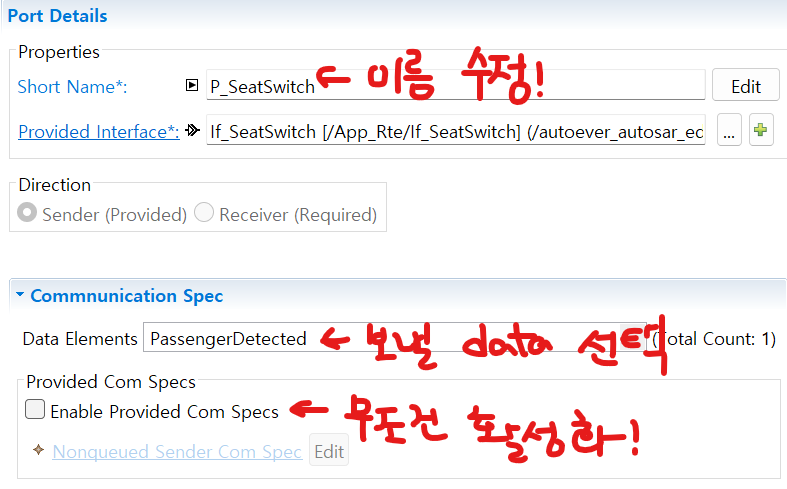 Port Details
Properties
Short Name*: P_SeatSwitch ← 이름 수정! Edit
Provided Interface*: If_SeatSwitch [/App_Rte/If_SeatSwitch] (/autoever_autosar_ec ...
Direction
Sender (Provided) Receiver (Required)
Commnunication Spec
Data Elements PassengerDetected ← 보낼 data 선택 (Total Count: 1)
Provided Com Specs
Enable Provided Com Specs ← 무조건 활성화!
Nonqueued Sender Com Spec Edit